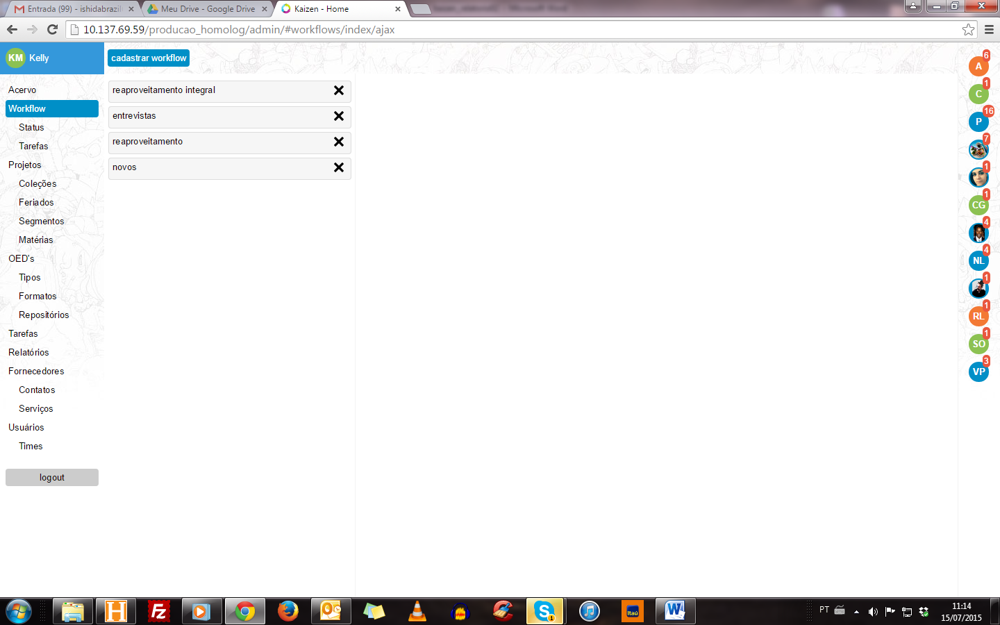 Entrada (99) - ishidabrazil
Meu Drive - Google Drive
Kaizen - Home
10.137.69.59/producao_homolog/admin/#workflows/index/ajax
KM Kelly
cadastrar workflow
Acervo
Workflow
Status
Tarefas
Projetos
Coleções
Feriados
Segmentos
Matérias
OED's
Tipos
Formatos
Repositórios
Tarefas
Relatórios
Fornecedores
Contatos
Serviços
Usuários
Times
logout
reaproveitamento integral
entrevistas
reaproveitamento
novos
6
A
1
C
16
P
7
1
1
CG
4
4
NL
1
1
RL
1
SO
3
VP
H
Fz
S
1
Itaú
W
PT
11:14
15/07/2015